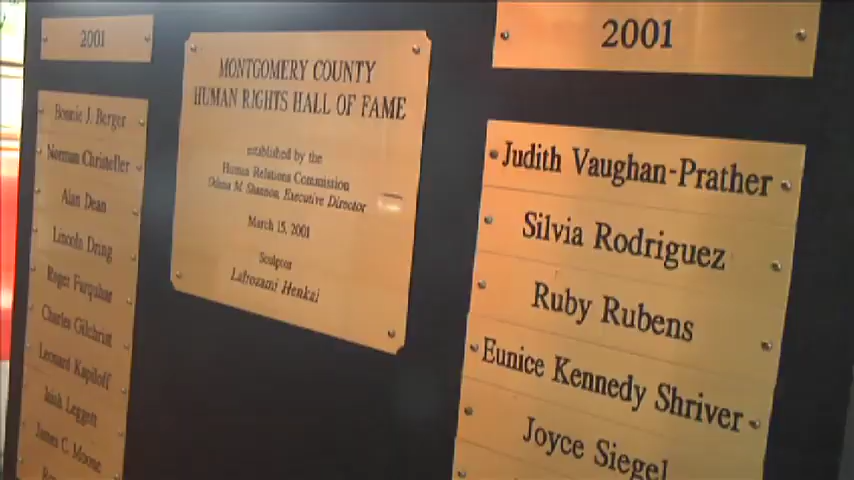 2001
Bonnie J. Berger
Norman Christeller
Alan Dean
Lincoln Dring
Roger Farquhar
Charles Gilchrist
Leonard Kapiloff
Isiah Leggett
James C. Moone
MONTGOMERY COUNTY
HUMAN RIGHTS HALL OF FAME
established by the
Human Relations Commission
Odessa M. Shannon, Executive Director
March 15, 2001
Sculptor
Henkai
2001
Judith Vaughan-Prather
Silvia Rodriguez
Ruby Rubens
Eunice Kennedy Shriver
Joyce Siegel